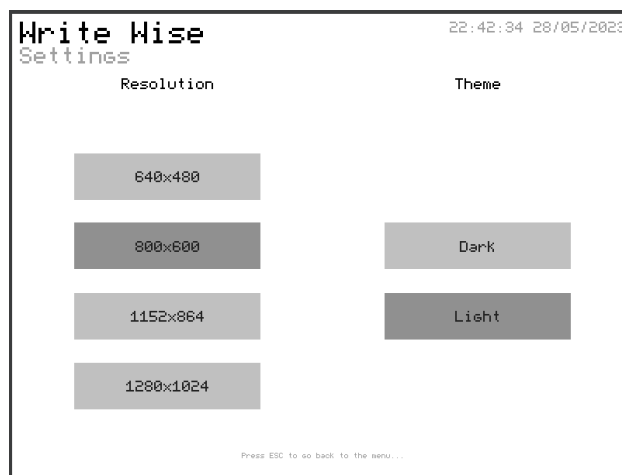 Write Wise 22:42:34 28/05/2023
Settings
Resolution Theme
640x480
800x600 Dark
1152x864 Light
1280x1024
Press ESC to go back to the menu...